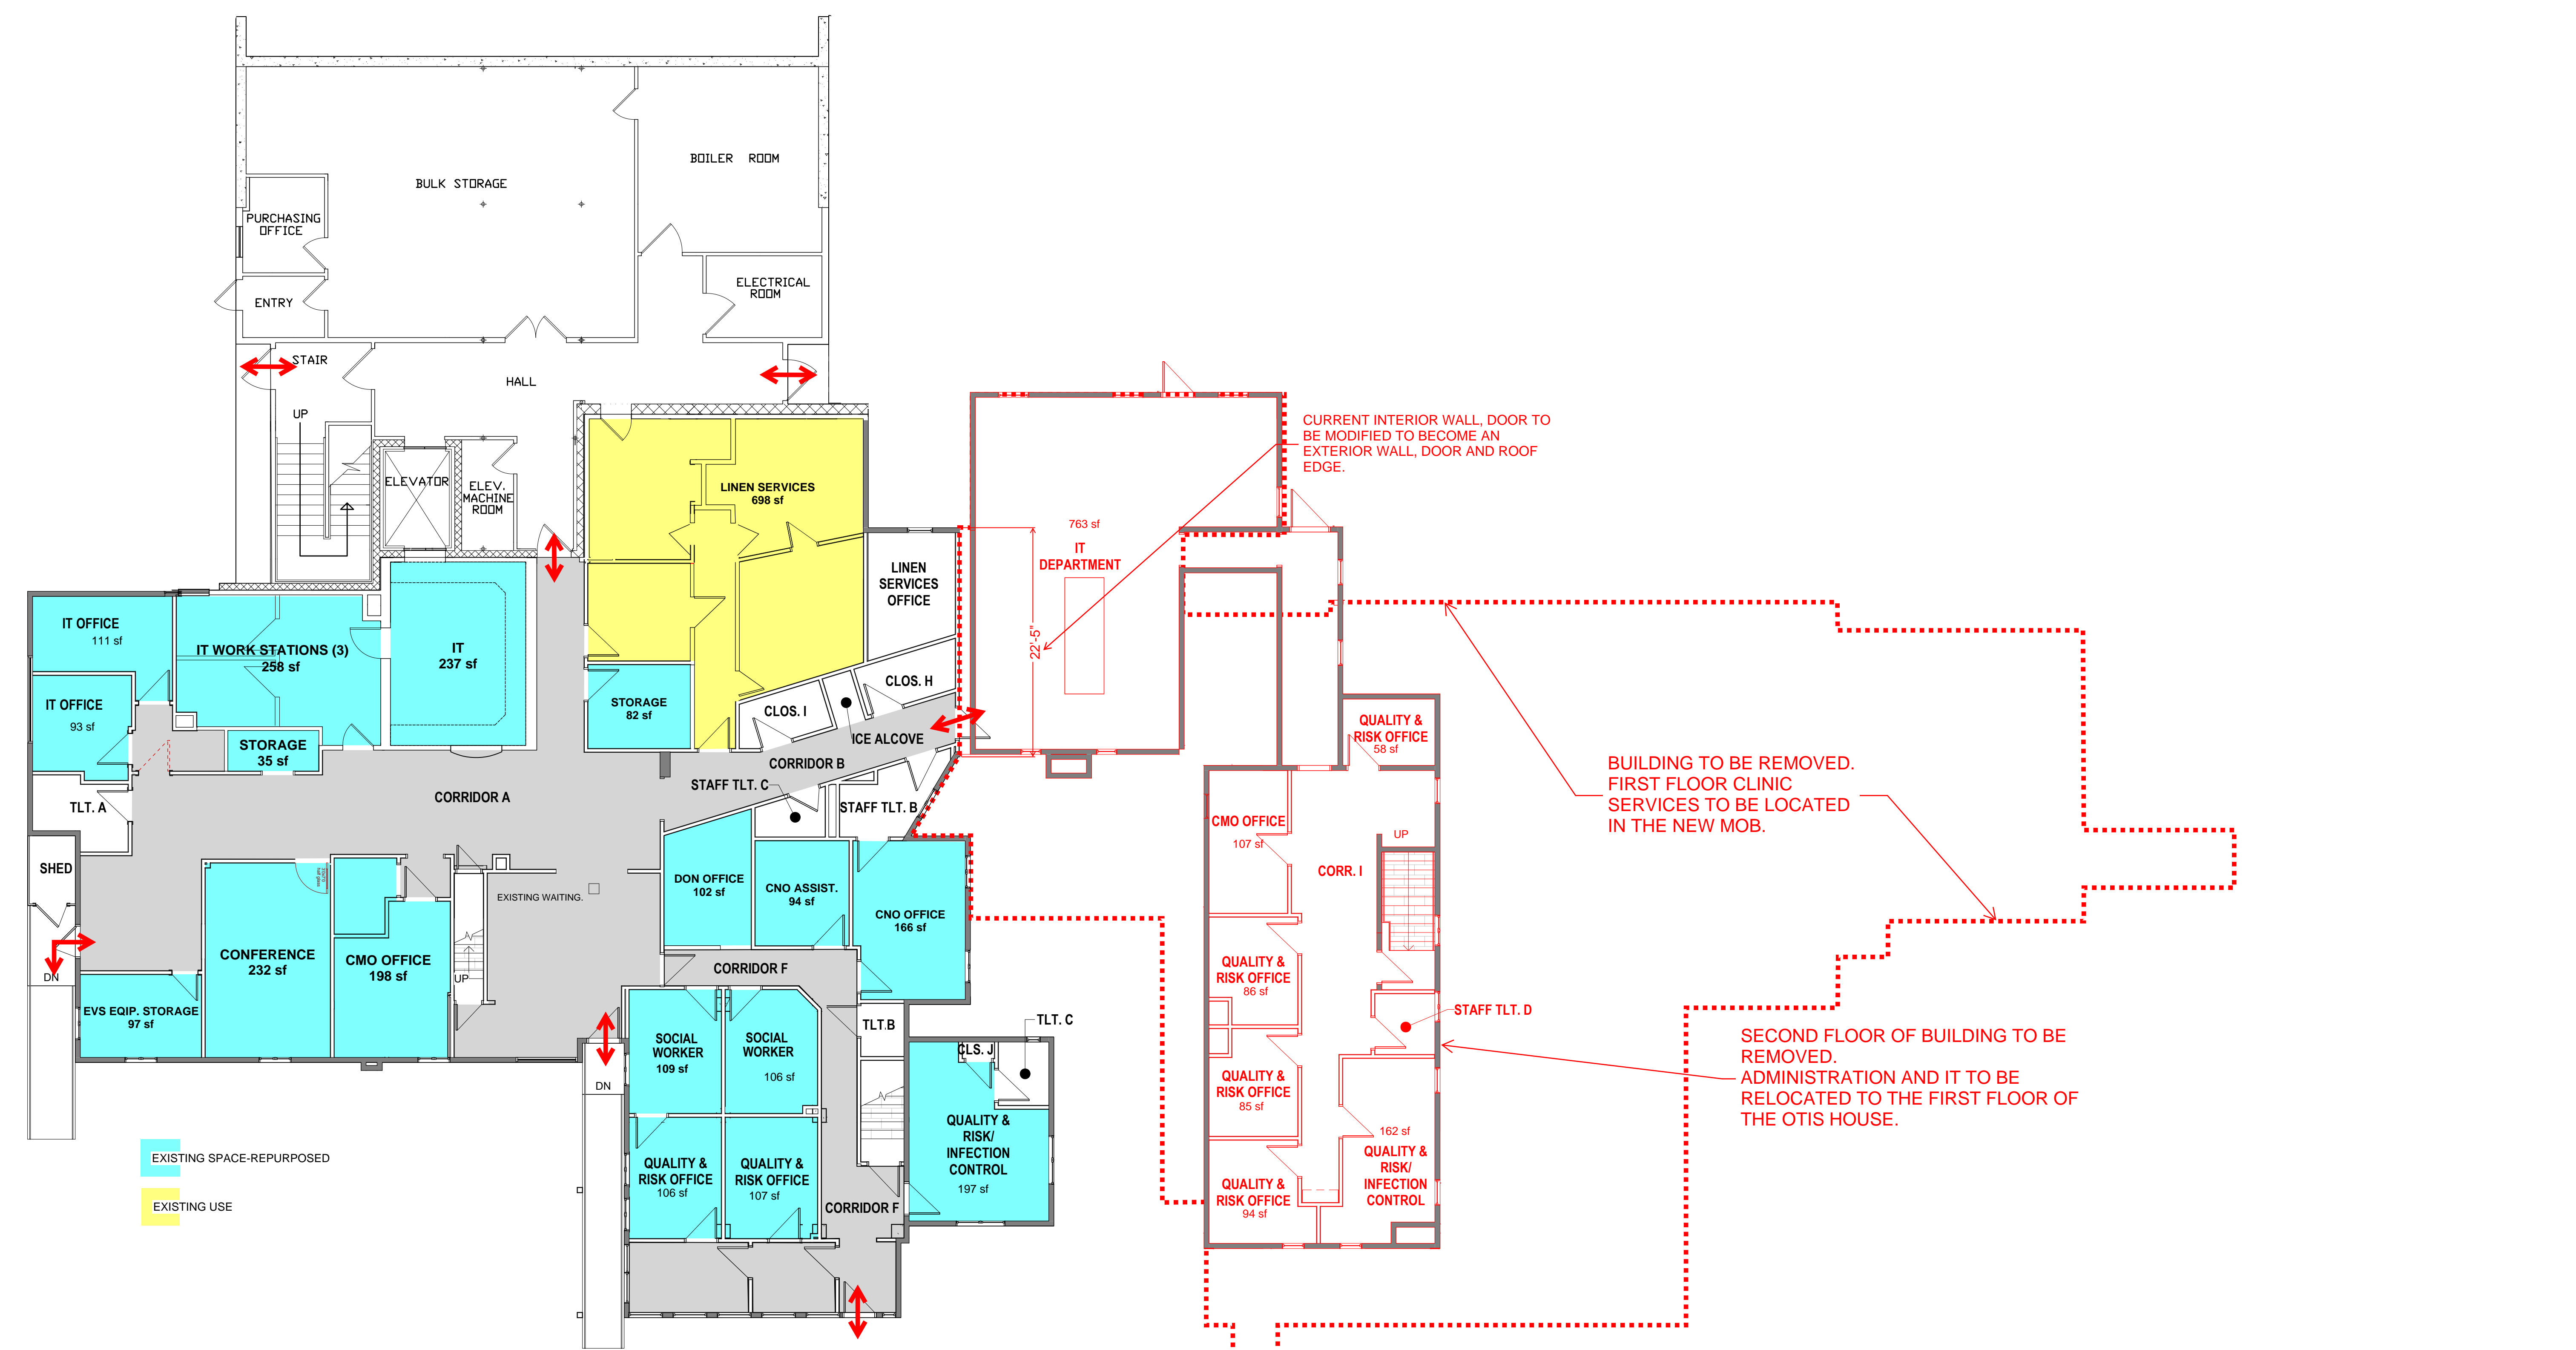 BOILER ROOM
BULK STORAGE
PURCHASING
OFFICE
ELECTRICAL
ROOM
ENTRY
STAIR
HALL
UP
ELEVATOR
ELEV.
MACHINE
ROOM
LINEN SERVICES
698 sf
LINEN
SERVICES
OFFICE
IT OFFICE
111 sf
IT WORK STATIONS (3)
258 sf
IT
237 sf
IT OFFICE
93 sf
STORAGE
82 sf
CLOS. H
CLOS. I
ICE ALCOVE
STORAGE
35 sf
CORRIDOR B
STAFF TLT. C
CORRIDOR A
TLT. A
STAFF TLT. B
SHED
DON OFFICE
102 sf
CNO ASSIST.
94 sf
EXISTING WAITING.
CNO OFFICE
166 sf
CONFERENCE
232 sf
CMO OFFICE
198 sf
CORRIDOR F
DN
UP
EVS EQIP. STORAGE
97 sf
SOCIAL
WORKER
109 sf
SOCIAL
WORKER
106 sf
TLT.B
TLT. C
CLS. J
DN
QUALITY &
RISK/
INFECTION
CONTROL
197 sf
QUALITY &
RISK OFFICE
106 sf
QUALITY &
RISK OFFICE
107 sf
CORRIDOR F
EXISTING SPACE-REPURPOSED
EXISTING USE
CURRENT INTERIOR WALL, DOOR TO
BE MODIFIED TO BECOME AN
EXTERIOR WALL, DOOR AND ROOF
EDGE.
763 sf
IT
DEPARTMENT
22'-5"
QUALITY &
RISK OFFICE
58 sf
CMO OFFICE
107 sf
UP
CORR. I
QUALITY &
RISK OFFICE
86 sf
STAFF TLT. D
QUALITY &
RISK OFFICE
85 sf
162 sf
QUALITY &
RISK/
INFECTION
CONTROL
QUALITY &
RISK OFFICE
94 sf
BUILDING TO BE REMOVED.
FIRST FLOOR CLINIC
SERVICES TO BE LOCATED
IN THE NEW MOB.
SECOND FLOOR OF BUILDING TO BE
REMOVED.
ADMINISTRATION AND IT TO BE
RELOCATED TO THE FIRST FLOOR OF
THE OTIS HOUSE.